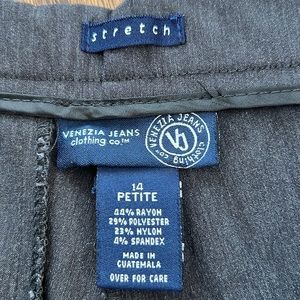 stretch
VENEZIA JEANS
clothing co™
VENEZIA JEANS
clothing co.
VJ
14
PETITE
44% RAYON
29% POLYESTER
23% NYLON
4% SPANDEX
MADE IN
GUATEMALA
OVER FOR CARE